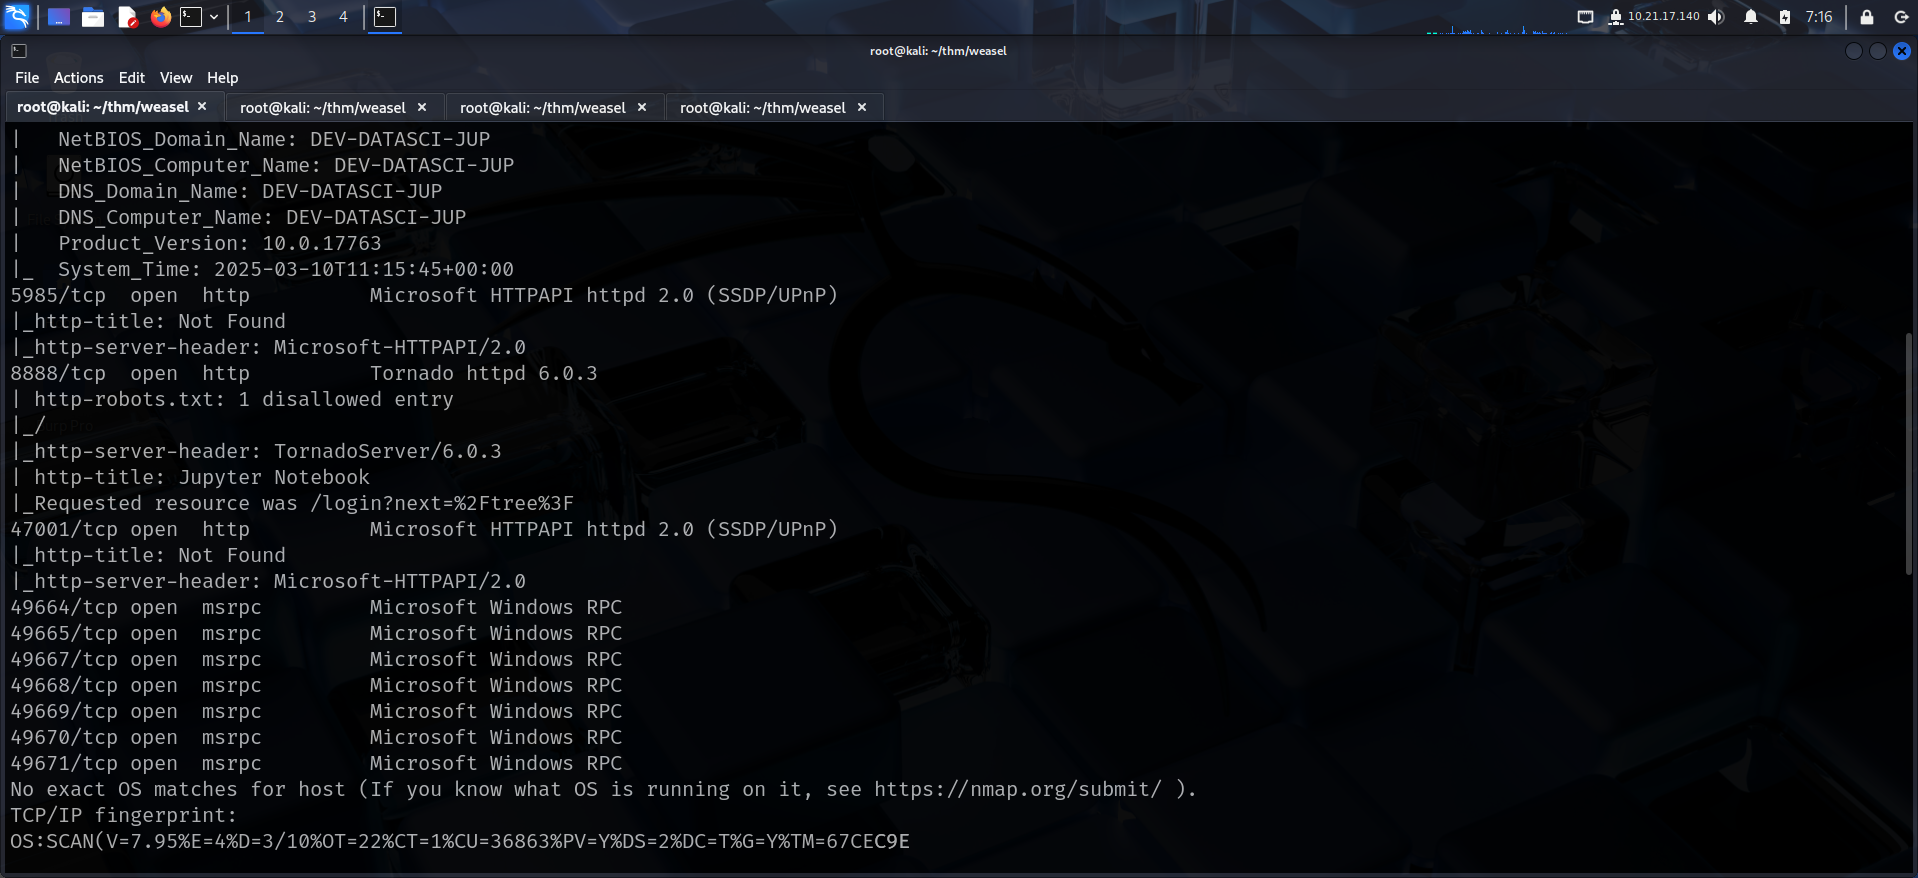 1 2 3 4
10.21.17.140
7:16
root@kali: ~/thm/weasel
File Actions Edit View Help
root@kali: ~/thm/weasel × root@kali: ~/thm/weasel × root@kali: ~/thm/weasel × root@kali: ~/thm/weasel ×
|   NetBIOS_Domain_Name: DEV-DATASCI-JUP
|   NetBIOS_Computer_Name: DEV-DATASCI-JUP
|   DNS_Domain_Name: DEV-DATASCI-JUP
|   DNS_Computer_Name: DEV-DATASCI-JUP
|   Product_Version: 10.0.17763
|_  System_Time: 2025-03-10T11:15:45+00:00
5985/tcp  open  http          Microsoft HTTPAPI httpd 2.0 (SSDP/UPnP)
|_http-title: Not Found
|_http-server-header: Microsoft-HTTPAPI/2.0
8888/tcp  open  http          Tornado httpd 6.0.3
| http-robots.txt: 1 disallowed entry
|_/
|_http-server-header: TornadoServer/6.0.3
| http-title: Jupyter Notebook
|_Requested resource was /login?next=%2Ftree%3F
47001/tcp open  http          Microsoft HTTPAPI httpd 2.0 (SSDP/UPnP)
|_http-title: Not Found
|_http-server-header: Microsoft-HTTPAPI/2.0
49664/tcp open  msrpc         Microsoft Windows RPC
49665/tcp open  msrpc         Microsoft Windows RPC
49667/tcp open  msrpc         Microsoft Windows RPC
49668/tcp open  msrpc         Microsoft Windows RPC
49669/tcp open  msrpc         Microsoft Windows RPC
49670/tcp open  msrpc         Microsoft Windows RPC
49671/tcp open  msrpc         Microsoft Windows RPC
No exact OS matches for host (If you know what OS is running on it, see https://nmap.org/submit/ ).
TCP/IP fingerprint:
OS:SCAN(V=7.95%E=4%D=3/10%OT=22%CT=1%CU=36863%PV=Y%DS=2%DC=T%G=Y%TM=67CEC9E